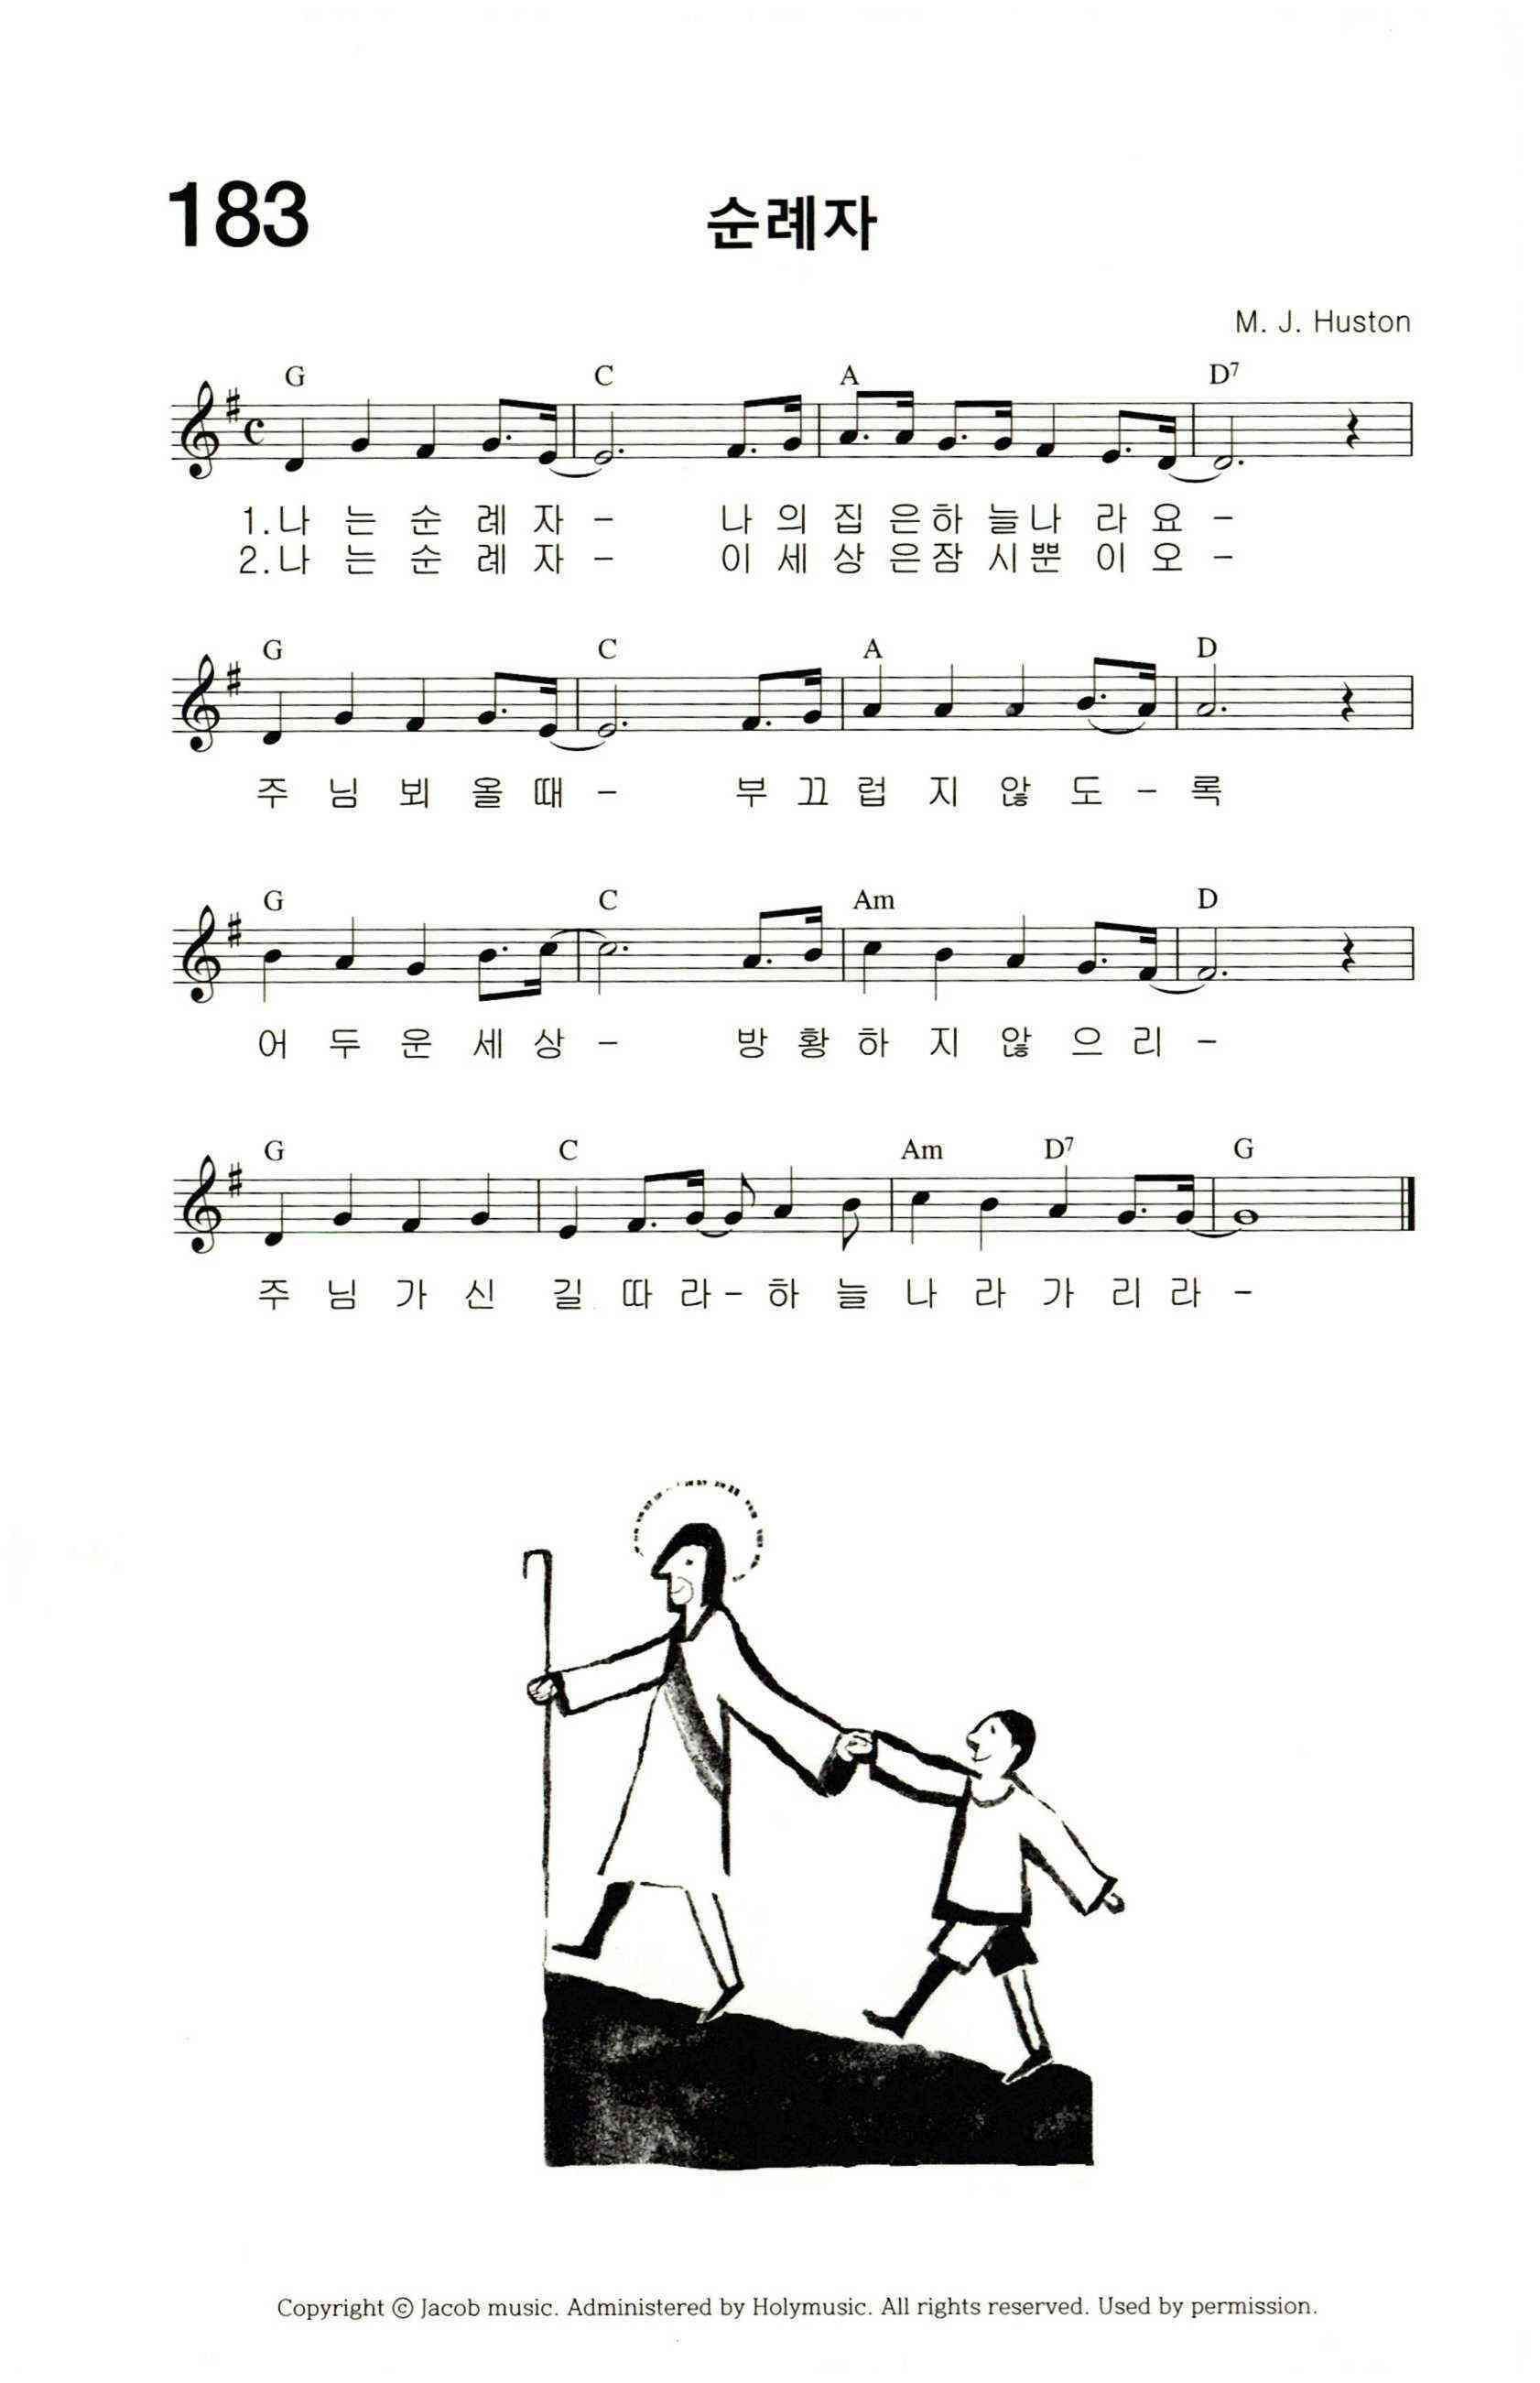 183
순례자
M. J. Huston
G C A D7
1.나 는 순 례 자 – 나 의 집 은 하 늘 나 라 요 –
2.나 는 순 례 자 – 이 세 상 은 잠 시 뿐 이 오 –
G C A D
주 님 뵈 올 때 – 부 끄 럽 지 않 도 – 록
G C Am D
어 두 운 세 상 – 방 황 하 지 않 으 리 –
G C Am D7 G
주 님 가 신 길 따 라 – 하 늘 나 라 가 리 라 –
Copyright © Jacob music. Administered by Holymusic. All rights reserved. Used by permission.